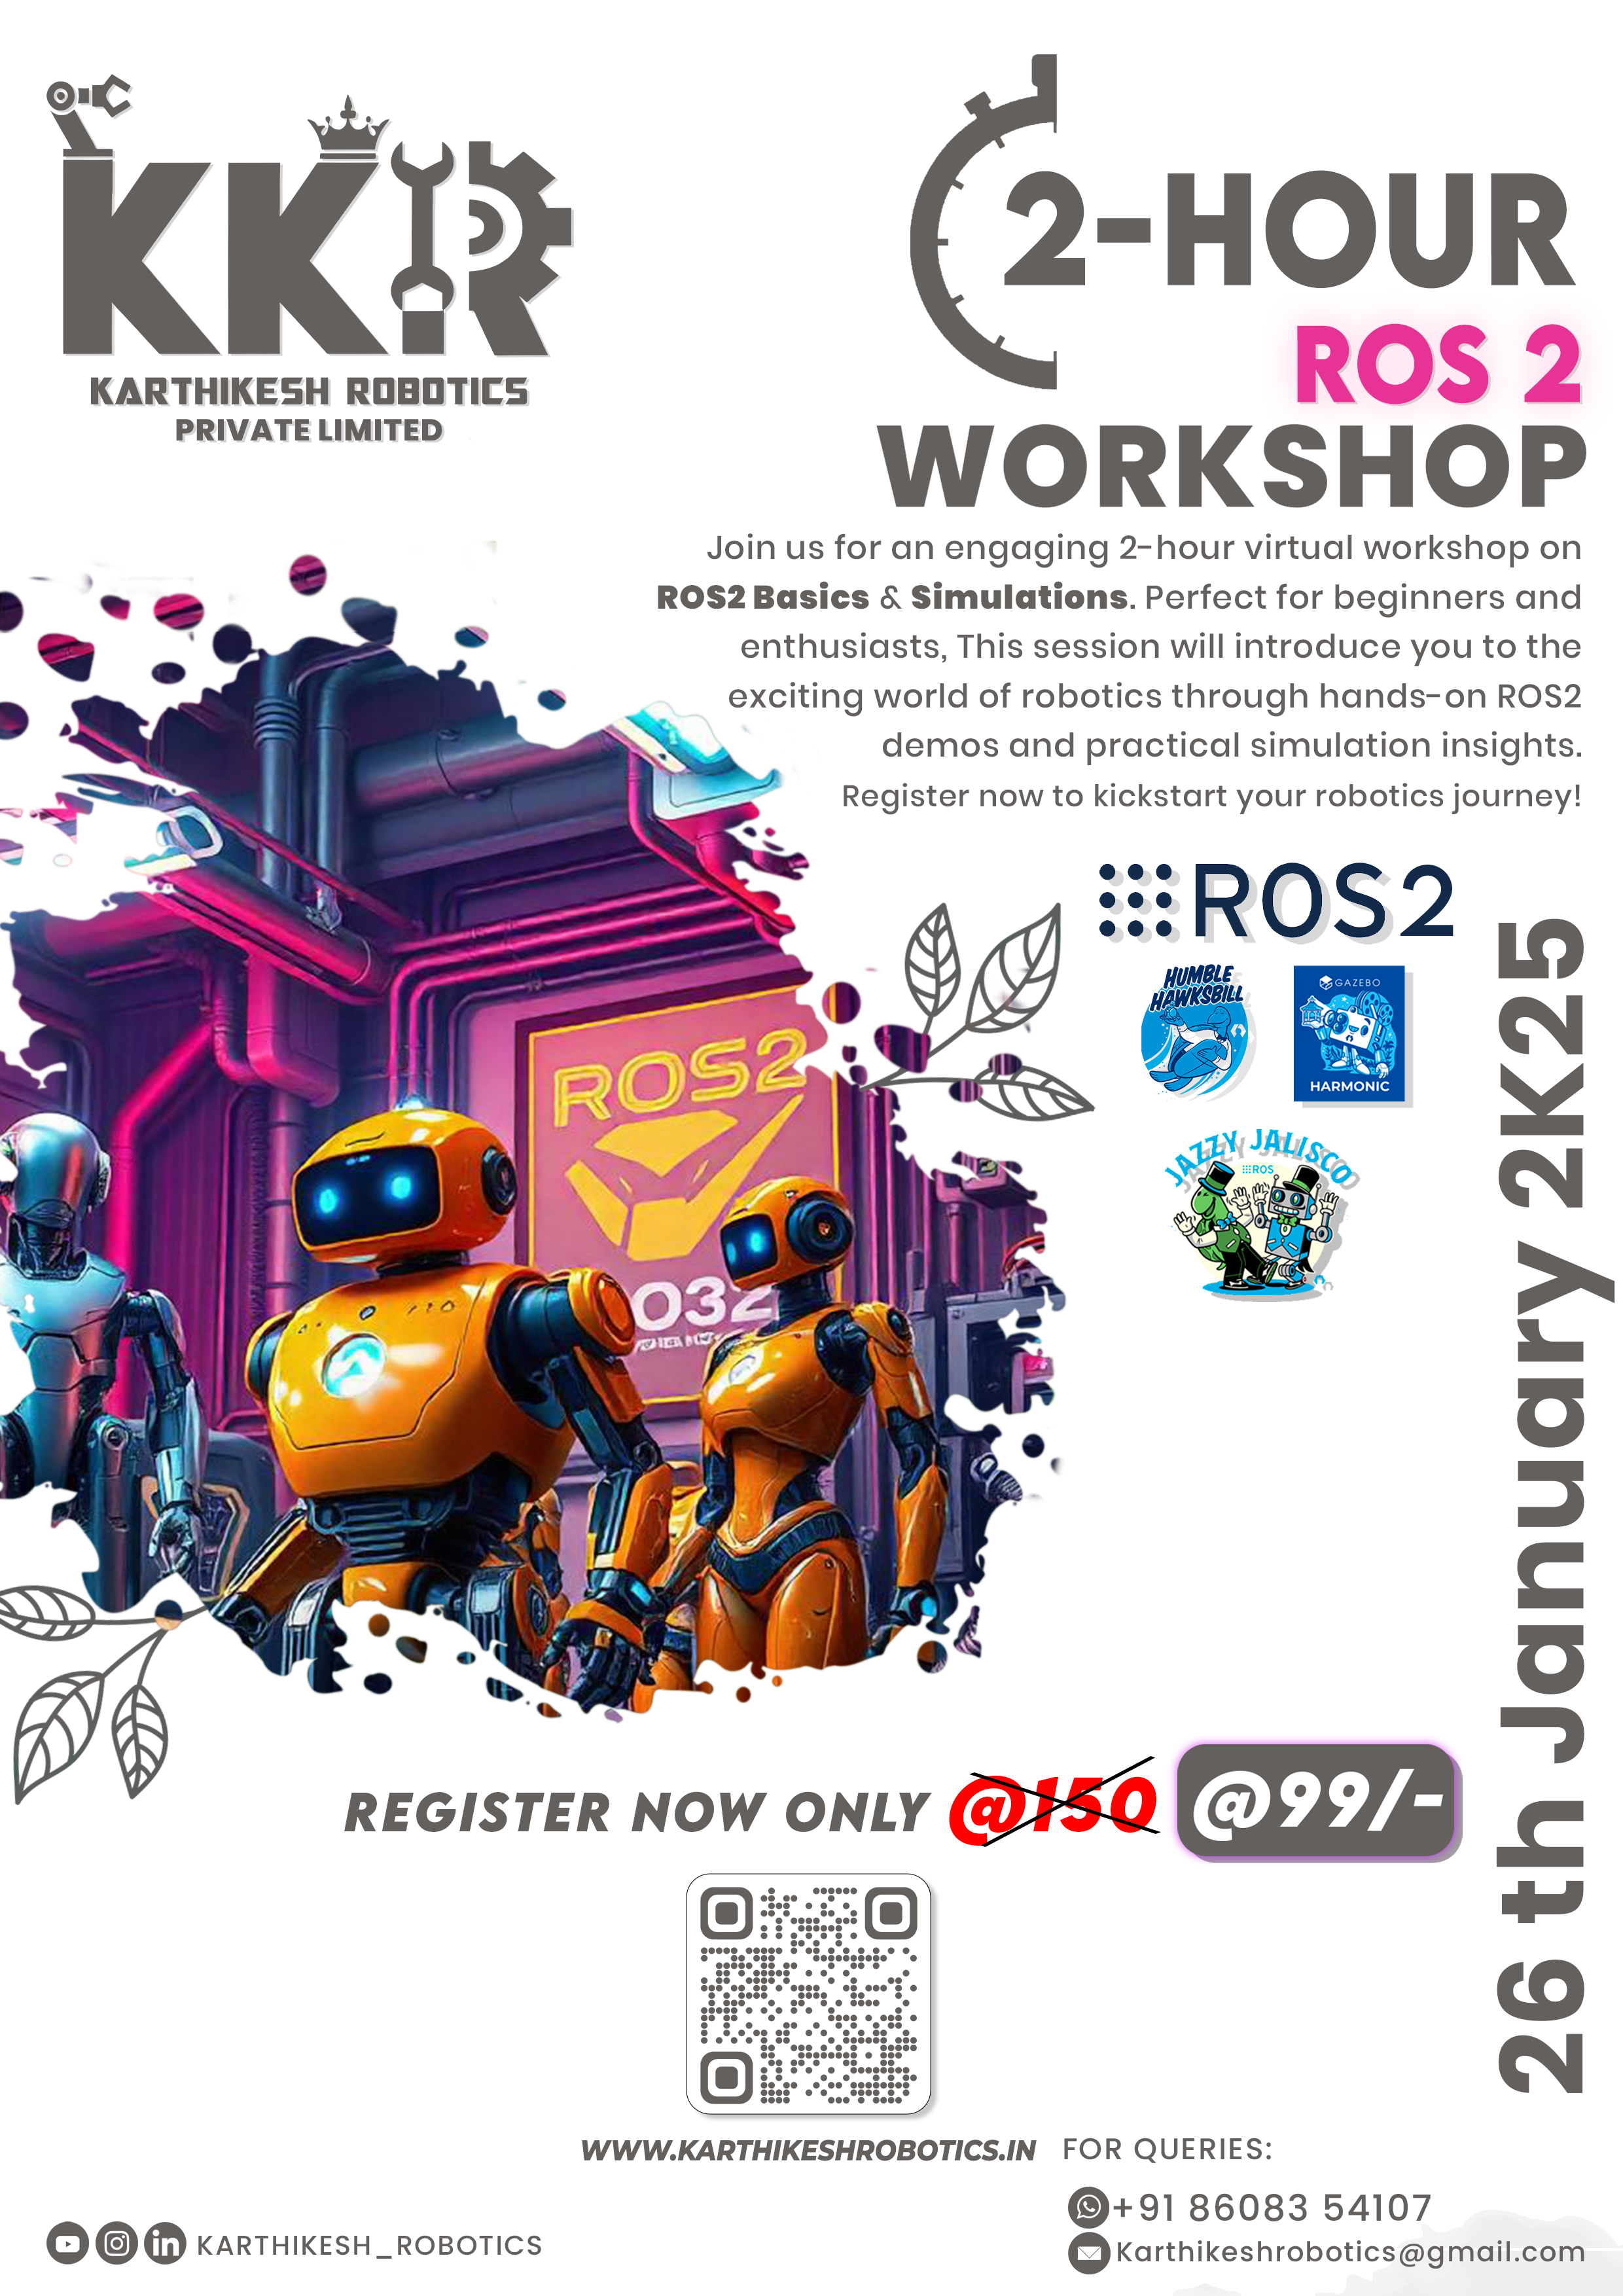 KKR
KARTHIKESH ROBOTICS
PRIVATE LIMITED
2-HOUR
ROS 2
WORKSHOP
Join us for an engaging 2-hour virtual workshop on
ROS2 Basics & Simulations. Perfect for beginners and
enthusiasts, This session will introduce you to the
exciting world of robotics through hands-on ROS2
demos and practical simulation insights.
Register now to kickstart your robotics journey!
ROS2
HUMBLE
HAWKSBILL
GAZEBO
HARMONIC
JAZZY JALISCO
ROS
ROS2
032
26 th January 2K25
REGISTER NOW ONLY @150 @99/-
WWW.KARTHIKESHROBOTICS.IN
FOR QUERIES:
+91 86083 54107
Karthikeshrobotics@gmail.com
KARTHIKESH_ROBOTICS